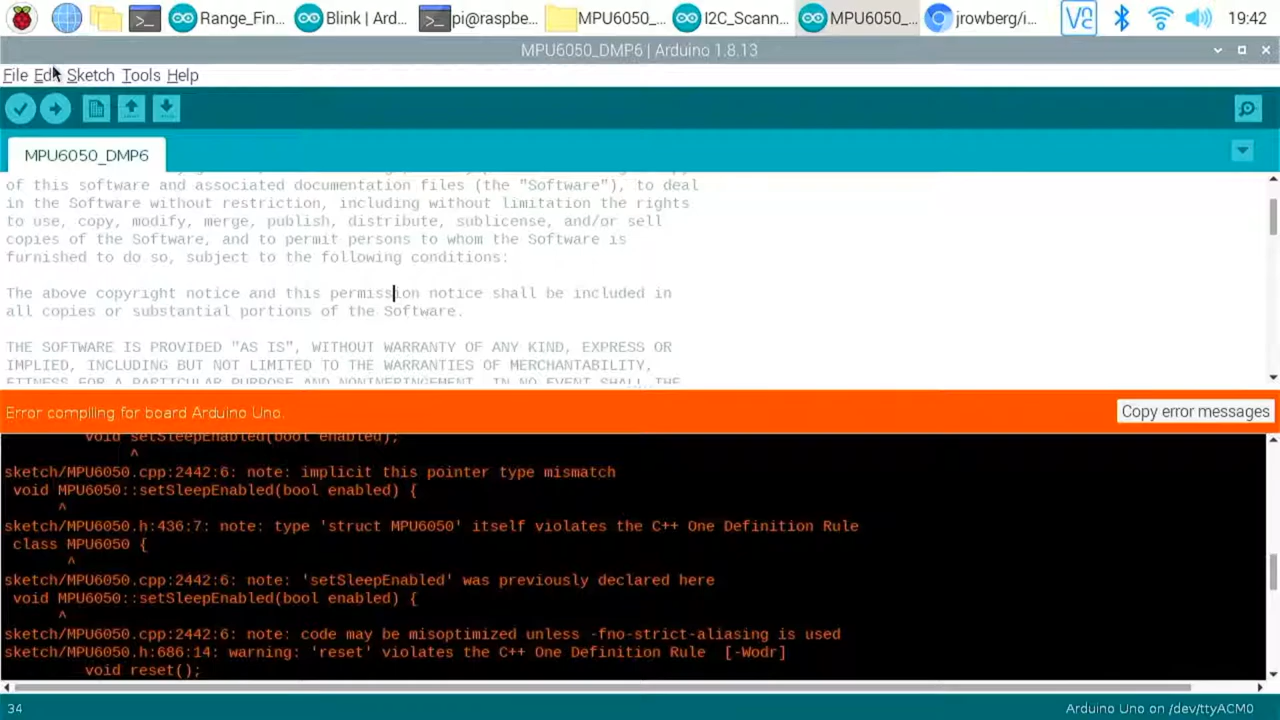 Range_Fin...
Blink | Ard...
pi@raspbe...
MPU6050_...
I2C_Scann...
MPU6050_...
jrowberg/i...
19:42
MPU6050_DMP6 | Arduino 1.8.13
File Edit Sketch Tools Help
MPU6050_DMP6
of this software and associated documentation files (the "Software"), to deal
in the Software without restriction, including without limitation the rights
to use, copy, modify, merge, publish, distribute, sublicense, and/or sell
copies of the Software, and to permit persons to whom the Software is
furnished to do so, subject to the following conditions:
The above copyright notice and this permission notice shall be included in
all copies or substantial portions of the Software.
THE SOFTWARE IS PROVIDED "AS IS", WITHOUT WARRANTY OF ANY KIND, EXPRESS OR
IMPLIED, INCLUDING BUT NOT LIMITED TO THE WARRANTIES OF MERCHANTABILITY,
FITNESS FOR A PARTICULAR PURPOSE AND NONINFRINGEMENT. IN NO EVENT SHALL THE
Error compiling for board Arduino Uno.
Copy error messages
void setSleepEnabled(bool enabled);
^
sketch/MPU6050.cpp:2442:6: note: implicit this pointer type mismatch
void MPU6050::setSleepEnabled(bool enabled) {
^
sketch/MPU6050.h:436:7: note: type 'struct MPU6050' itself violates the C++ One Definition Rule
class MPU6050 {
^
sketch/MPU6050.cpp:2442:6: note: 'setSleepEnabled' was previously declared here
void MPU6050::setSleepEnabled(bool enabled) {
^
sketch/MPU6050.cpp:2442:6: note: code may be misoptimized unless -fno-strict-aliasing is used
sketch/MPU6050.h:686:14: warning: 'reset' violates the C++ One Definition Rule  [-Wodr]
void reset();
34
Arduino Uno on /dev/ttyACM0